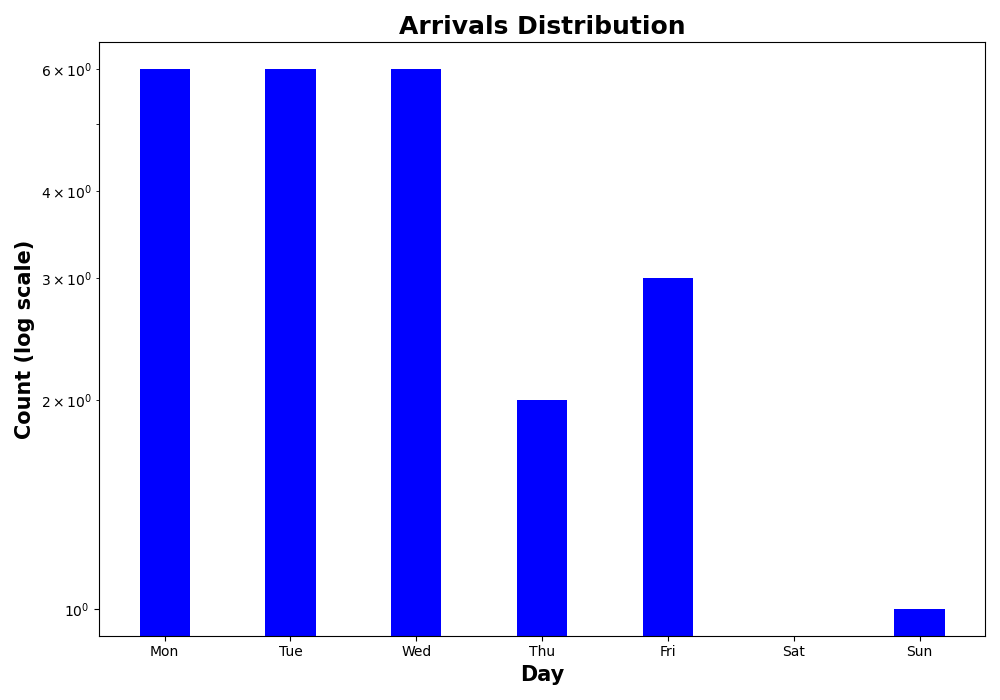 Arrivals Distribution
6 × 10⁰
4 × 10⁰
3 × 10⁰
2 × 10⁰
10⁰
Count (log scale)
Mon Tue Wed Thu Fri Sat Sun
Day